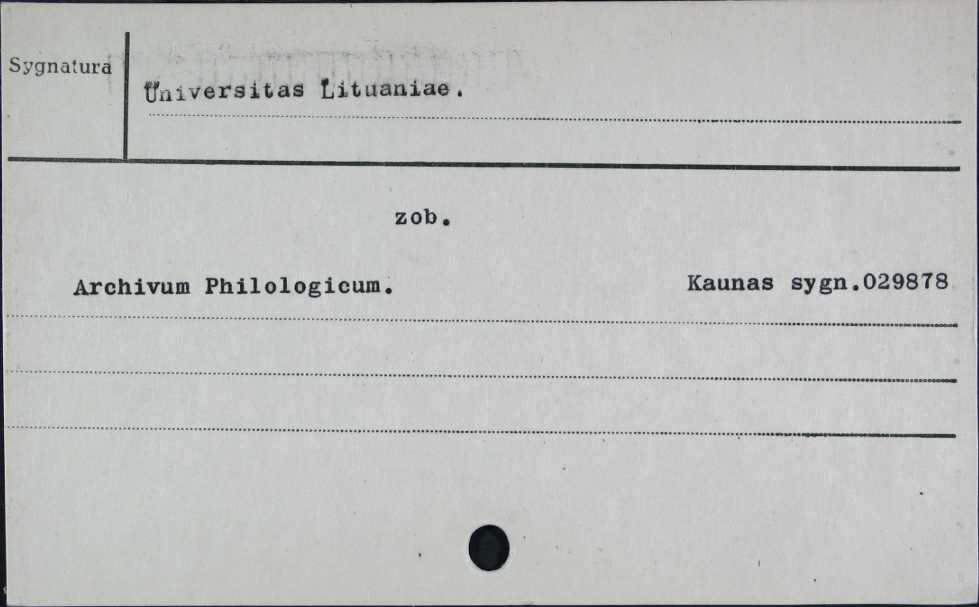 Sygnatura
Universitas Lituaniae.
zob.
Archivum Philologicum. Kaunas sygn.029878